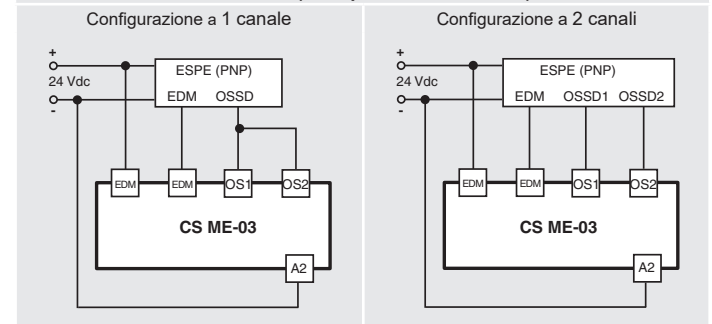 Configurazione a 1 canale
+
24 Vdc
-
ESPE (PNP)
EDM OSSD
EDM EDM OS1 OS2
CS ME-03
A2
Configurazione a 2 canali
+
24 Vdc
-
ESPE (PNP)
EDM OSSD1 OSSD2
EDM EDM OS1 OS2
CS ME-03
A2